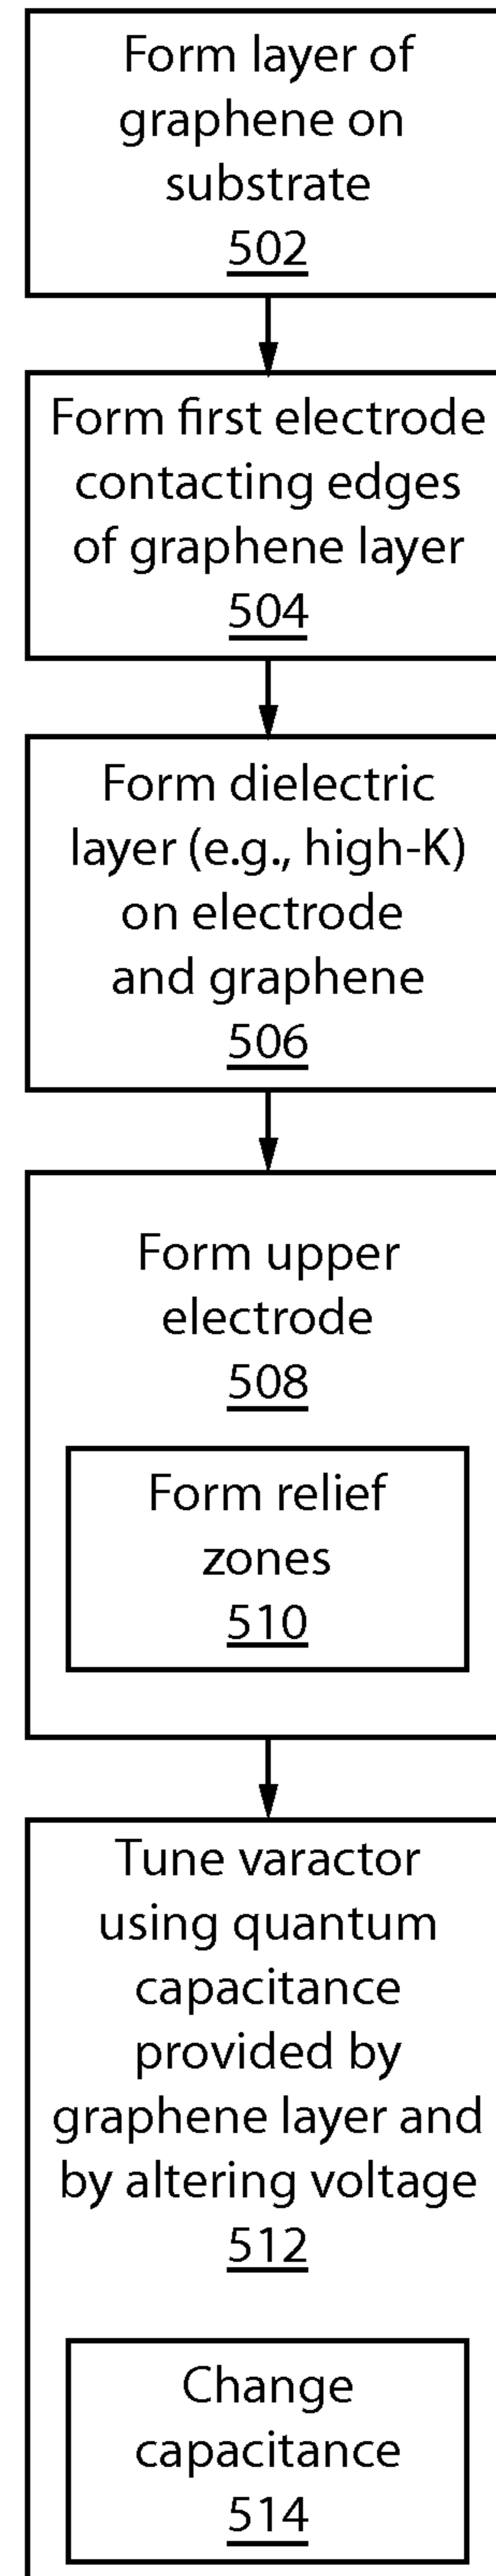 Form layer of
graphene on
substrate
502
Form first electrode
contacting edges
of graphene layer
504
Form dielectric
layer (e.g., high-K)
on electrode
and graphene
506
Form upper
electrode
508
Form relief
zones
510
Tune varactor
using quantum
capacitance
provided by
graphene layer and
by altering voltage
512
Change
capacitance
514